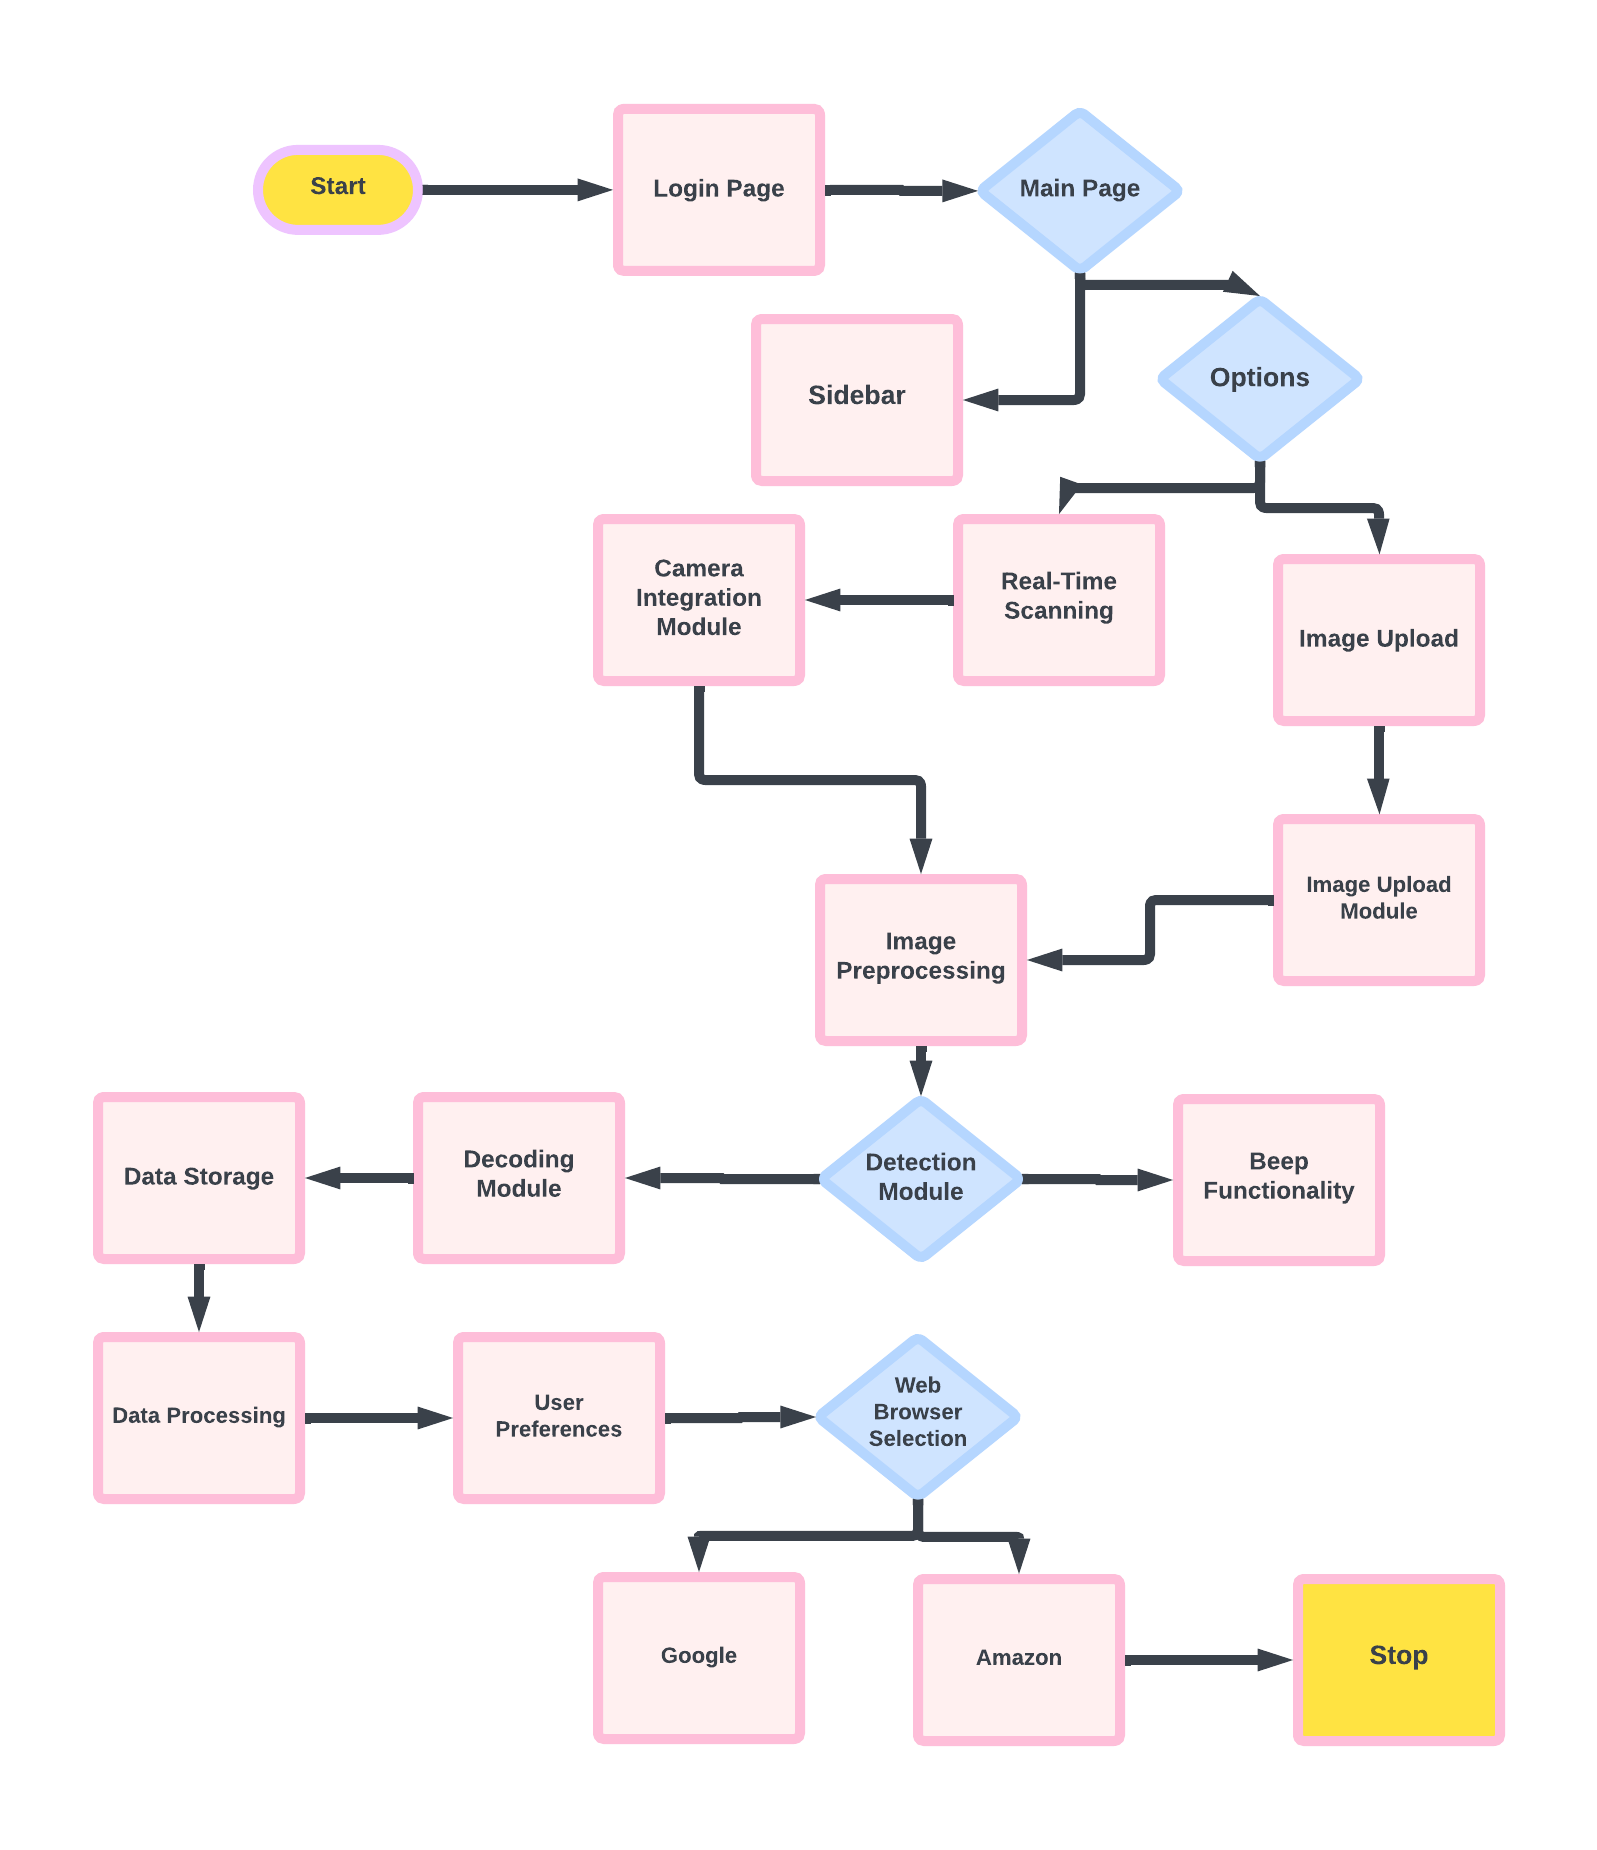 Start
Login Page
Main Page
Sidebar
Options
Camera
Integration
Module
Real-Time
Scanning
Image Upload
Image Upload
Module
Image
Preprocessing
Data Storage
Decoding
Module
Detection
Module
Beep
Functionality
Data Processing
User
Preferences
Web
Browser
Selection
Google
Amazon
Stop